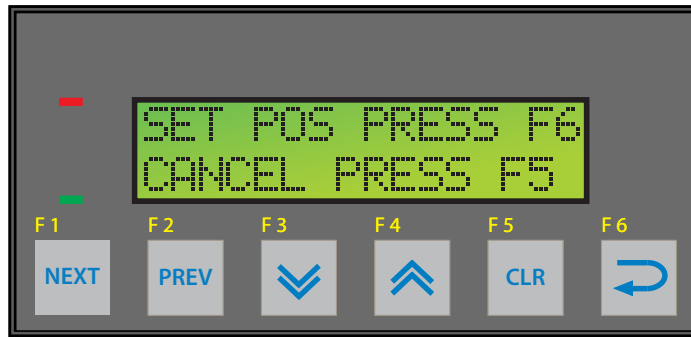 SET POS PRESS F6
CANCEL PRESS F5
F1 F2 F3 F4 F5 F6
NEXT PREV CLR